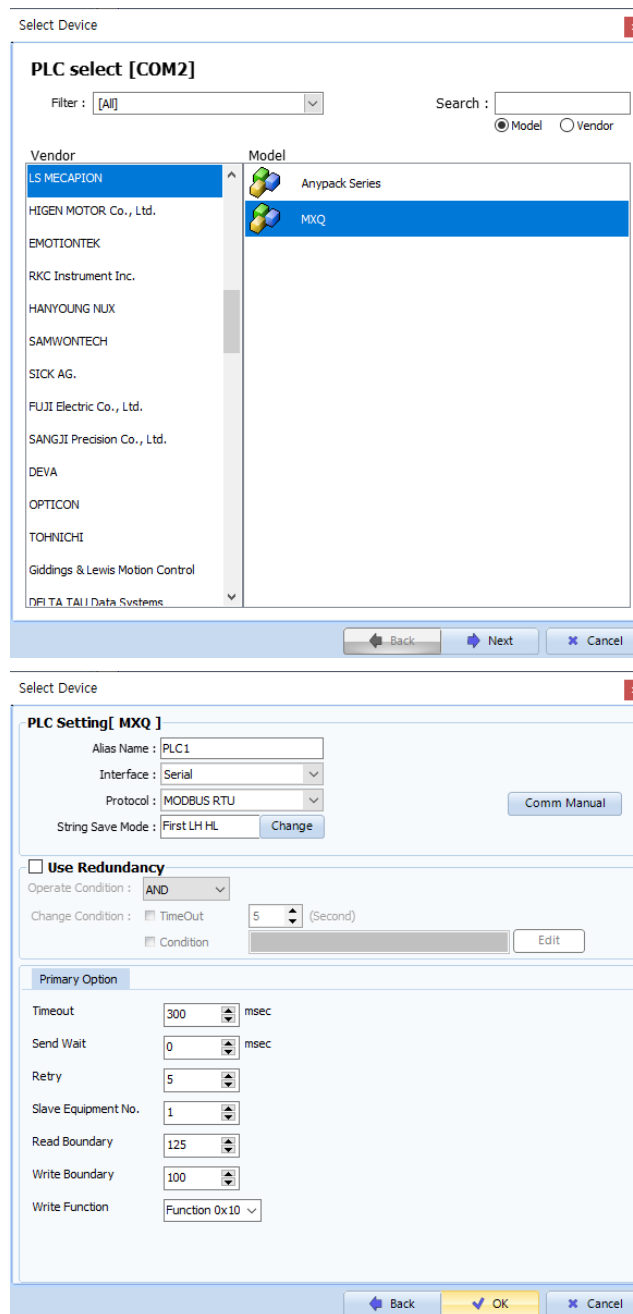 Select Device
PLC select [COM2]
Filter : [All] Search :
Model Vendor
Vendor Model
LS MECAPION
HIGEN MOTOR Co., Ltd.
EMOTIONTEK
RKC Instrument Inc.
HANYOUNG NUX
SAMWONTECH
SICK AG.
FUJI Electric Co., Ltd.
SANGJI Precision Co., Ltd.
DEVA
OPTICON
TOHNICHI
Giddings & Lewis Motion Control
DELTA TAU Data Systems
Anypack Series
MXQ
Back Next Cancel
Select Device
PLC Setting[ MXQ ]
Alias Name : PLC1
Interface : Serial
Protocol : MODBUS RTU Comm Manual
String Save Mode : First LH HL Change
Use Redundancy
Operate Condition : AND
Change Condition : TimeOut 5 (Second)
Condition Edit
Primary Option
Timeout 300 msec
Send Wait 0 msec
Retry 5
Slave Equipment No. 1
Read Boundary 125
Write Boundary 100
Write Function Function 0x10
Back OK Cancel